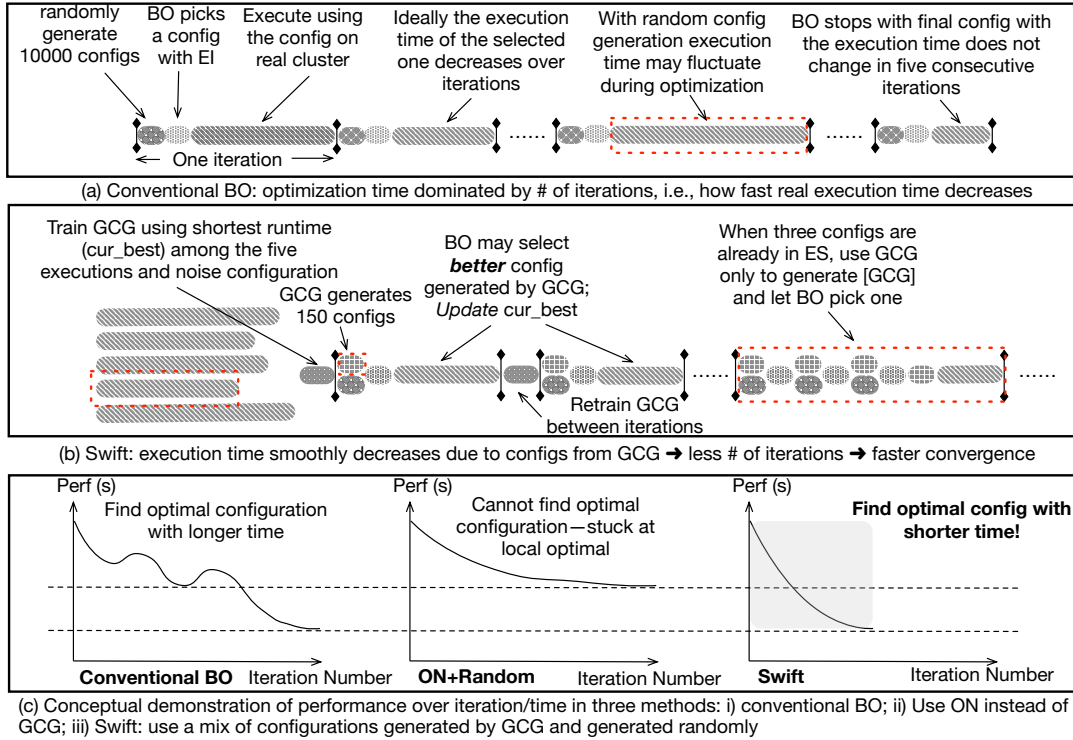 randomly
generate
10000 configs
BO picks
a config
with EI
Execute using
the config on
real cluster
Ideally the execution
time of the selected
one decreases over
iterations
With random config
generation execution
time may fluctuate
during optimization
BO stops with final config with
the execution time does not
change in five consecutive
iterations
......
......
One iteration
(a) Conventional BO: optimization time dominated by # of iterations, i.e., how fast real execution time decreases
Train GCG using shortest runtime
(cur_best) among the five
executions and noise configuration
GCG generates
150 configs
BO may select
better config
generated by GCG;
Update cur_best
When three configs are
already in ES, use GCG
only to generate [GCG]
and let BO pick one
......
......
Retrain GCG
between iterations
(b) Swift: execution time smoothly decreases due to configs from GCG ➔ less # of iterations ➔ faster convergence
Perf (s)
Find optimal configuration
with longer time
Conventional BO
Iteration Number
Perf (s)
Cannot find optimal
configuration—stuck at
local optimal
ON+Random
Iteration Number
Perf (s)
Find optimal config with
shorter time!
Swift
Iteration Number
(c) Conceptual demonstration of performance over iteration/time in three methods: i) conventional BO; ii) Use ON instead of
GCG; iii) Swift: use a mix of configurations generated by GCG and generated randomly